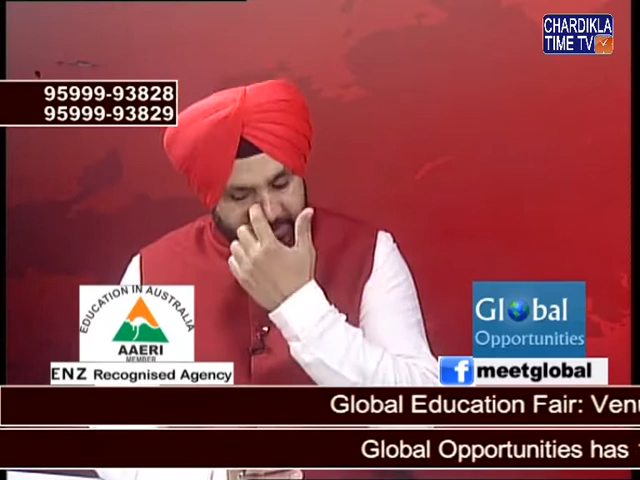 CHARDIKLA
TIME TV
95999-93828
95999-93829
EDUCATION IN AUSTRALIA
AAERI
MEMBER
ENZ Recognised Agency
Global
Opportunities
f meetglobal
Global Education Fair: Venu
Global Opportunities has